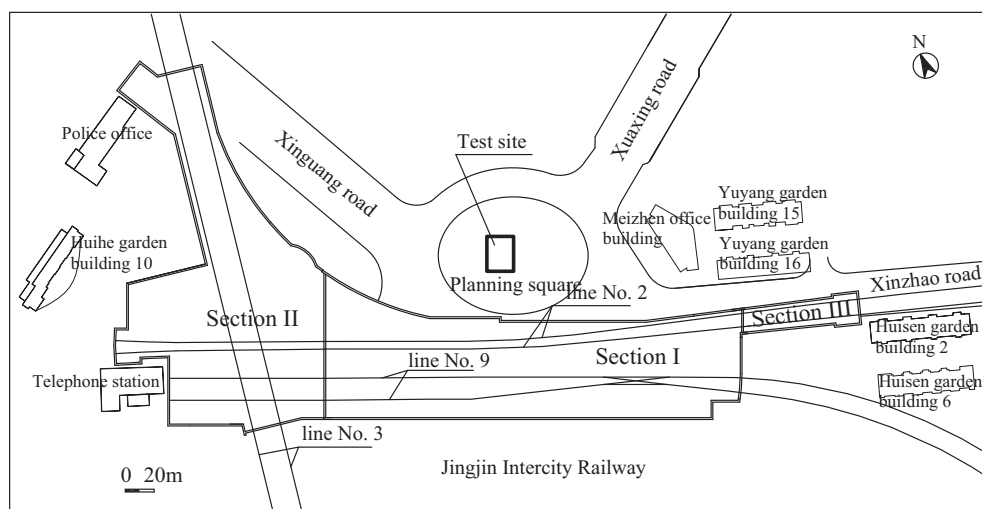 N
Police office
Xinguang road
Test site
Xuaxing road
Yuyang garden
building 15
Meizhen office
building
Yuyang garden
building 16
Huihe garden
building 10
Planning square
line No. 2
Xinzhao road
Section II
Section III
Huisen garden
building 2
Section I
line No. 9
Telephone station
Huisen garden
building 6
line No. 3
Jingjin Intercity Railway
0 20m